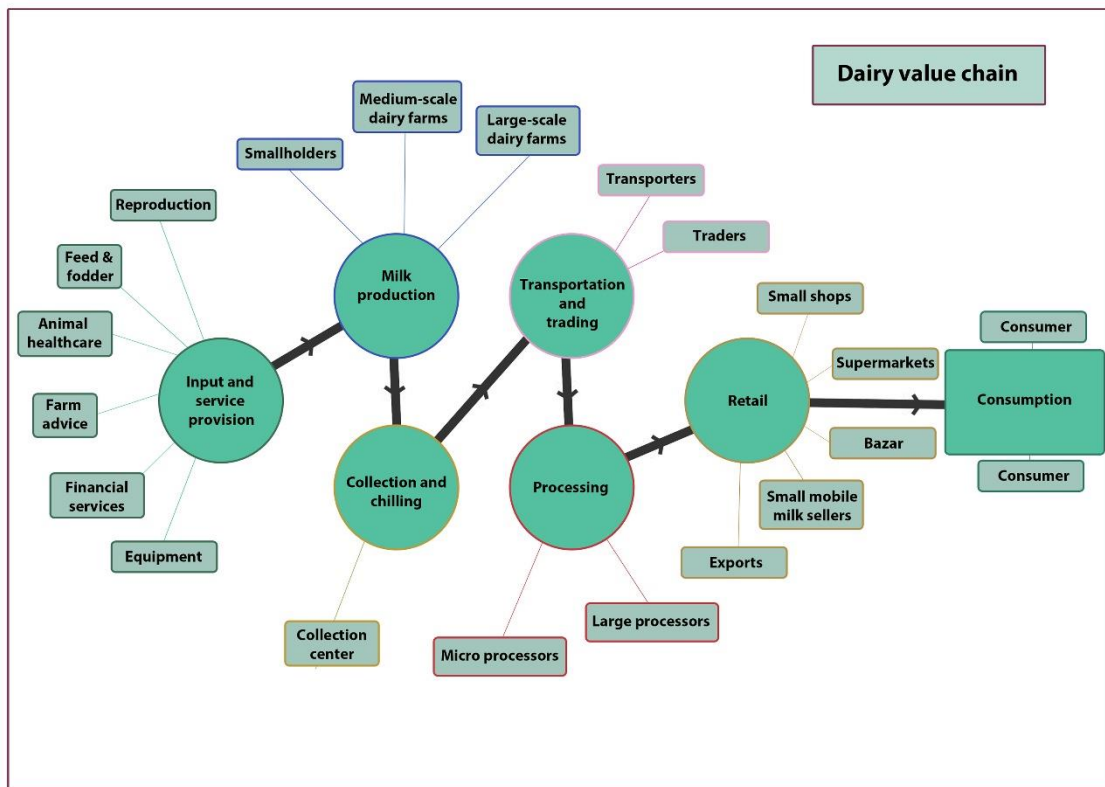 Dairy value chain
Medium-scale
dairy farms
Large-scale
dairy farms
Smallholders
Transporters
Reproduction
Traders
Feed &
fodder
Milk
production
Transportation
and
trading
Small shops
Animal
healthcare
Consumer
Supermarkets
Input and
service
provision
Retail
Consumption
Farm
advice
Bazar
Consumer
Financial
services
Collection and
chilling
Processing
Small mobile
milk sellers
Equipment
Exports
Collection
center
Large processors
Micro processors